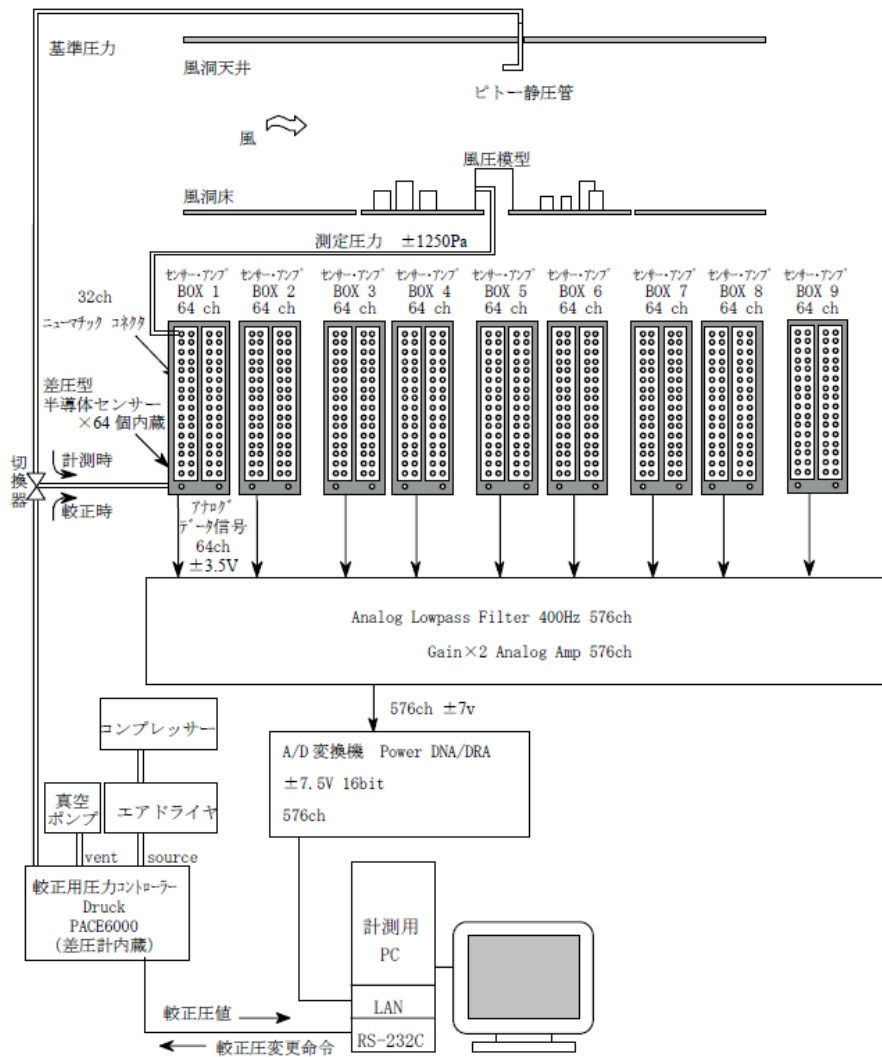 基準圧力
風洞天井
ピトー静圧管
風
風圧模型
風洞床
測定圧力 ±1250Pa
センサー・アンプ
BOX 1
64 ch
センサー・アンプ
BOX 2
64 ch
センサー・アンプ
BOX 3
64 ch
センサー・アンプ
BOX 4
64 ch
センサー・アンプ
BOX 5
64 ch
センサー・アンプ
BOX 6
64 ch
センサー・アンプ
BOX 7
64 ch
センサー・アンプ
BOX 8
64 ch
センサー・アンプ
BOX 9
64 ch
32ch
ニューマチック コネクタ
差圧型
半導体センサー
×64個内蔵
切換器
計測時
較正時
アナログ
データ信号
64ch
±3.5V
Analog Lowpass Filter 400Hz 576ch
Gain×2 Analog Amp 576ch
576ch ±7v
A/D変換機 Power DNA/DRA
±7.5V 16bit
576ch
コンプレッサー
真空
ポンプ
エアドライヤ
vent
source
較正用圧力コントローラー
Druck
PACE6000
(差圧計内蔵)
計測用
PC
LAN
RS-232C
較正圧値
較正圧変更命令